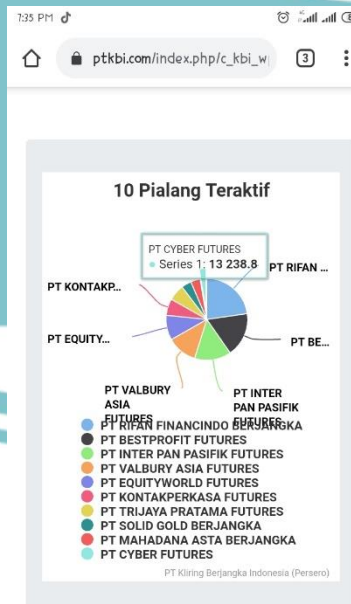 7:35 PM
ptkbi.com/index.php/c_kbi_w
3
10 Pialang Teraktif
PT CYBER FUTURES
Series 1: 13 238.8
PT RIFAN ...
PT KONTAKP...
PT EQUITY...
PT BE...
PT VALBURY
ASIA
FUTURES
PT INTER
PAN PASIFIK
FUTURES
PT RIFAN FINANCINDO BERJANGKA
PT BESTPROFIT FUTURES
PT INTER PAN PASIFIK FUTURES
PT VALBURY ASIA FUTURES
PT EQUITYWORLD FUTURES
PT KONTAKPERKASA FUTURES
PT TRIJAYA PRATAMA FUTURES
PT SOLID GOLD BERJANGKA
PT MAHADANA ASTA BERJANGKA
PT CYBER FUTURES
PT Kliring Berjangka Indonesia (Persero)